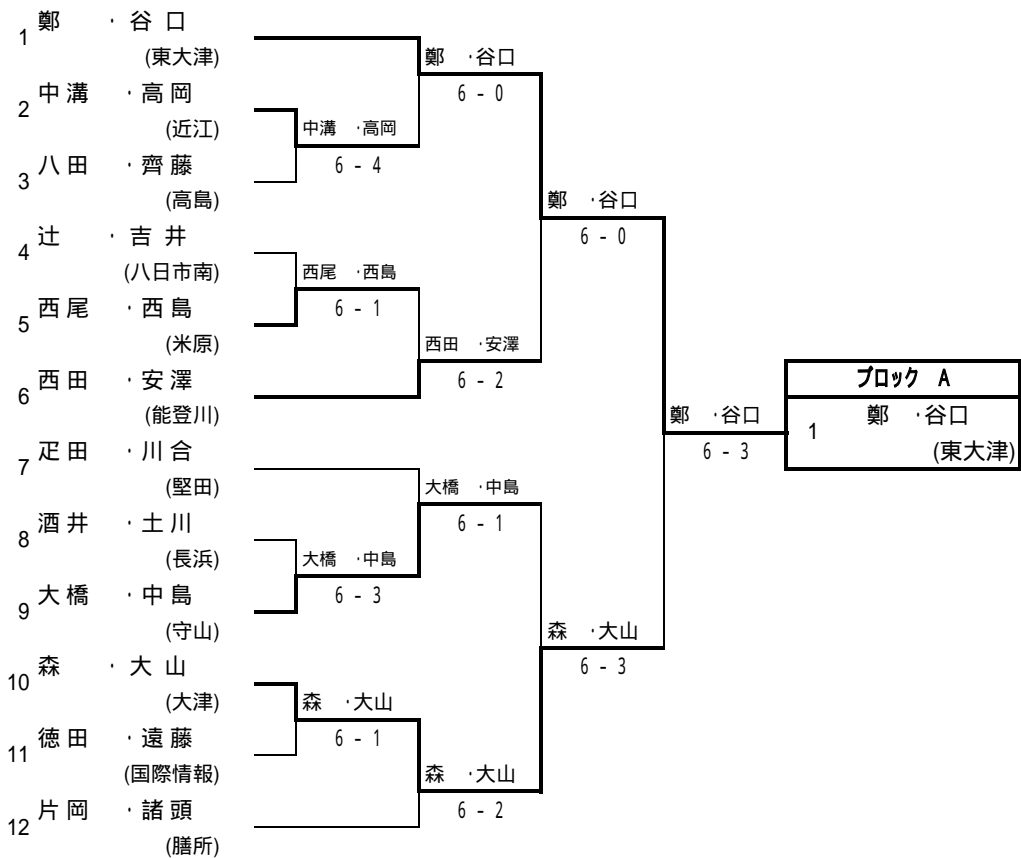 1 鄭 ・谷口
(東大津)
2 中溝 ・高岡
(近江)
3 八田 ・齊藤
(高島)
4 辻 ・吉井
(八日市南)
5 西尾 ・西島
(米原)
6 西田 ・安澤
(能登川)
7 疋田 ・川合
(堅田)
8 酒井 ・土川
(長浜)
9 大橋 ・中島
(守山)
10 森 ・大山
(大津)
11 徳田 ・遠藤
(国際情報)
12 片岡 ・諸頭
(膳所)
中溝 ・高岡
6 - 4
西尾 ・西島
6 - 1
大橋 ・中島
6 - 3
森 ・大山
6 - 1
鄭 ・谷口
6 - 0
西田 ・安澤
6 - 2
大橋 ・中島
6 - 1
森 ・大山
6 - 2
鄭 ・谷口
6 - 0
森 ・大山
6 - 3
鄭 ・谷口
6 - 3
ブロック A
1 鄭 ・谷口
(東大津)